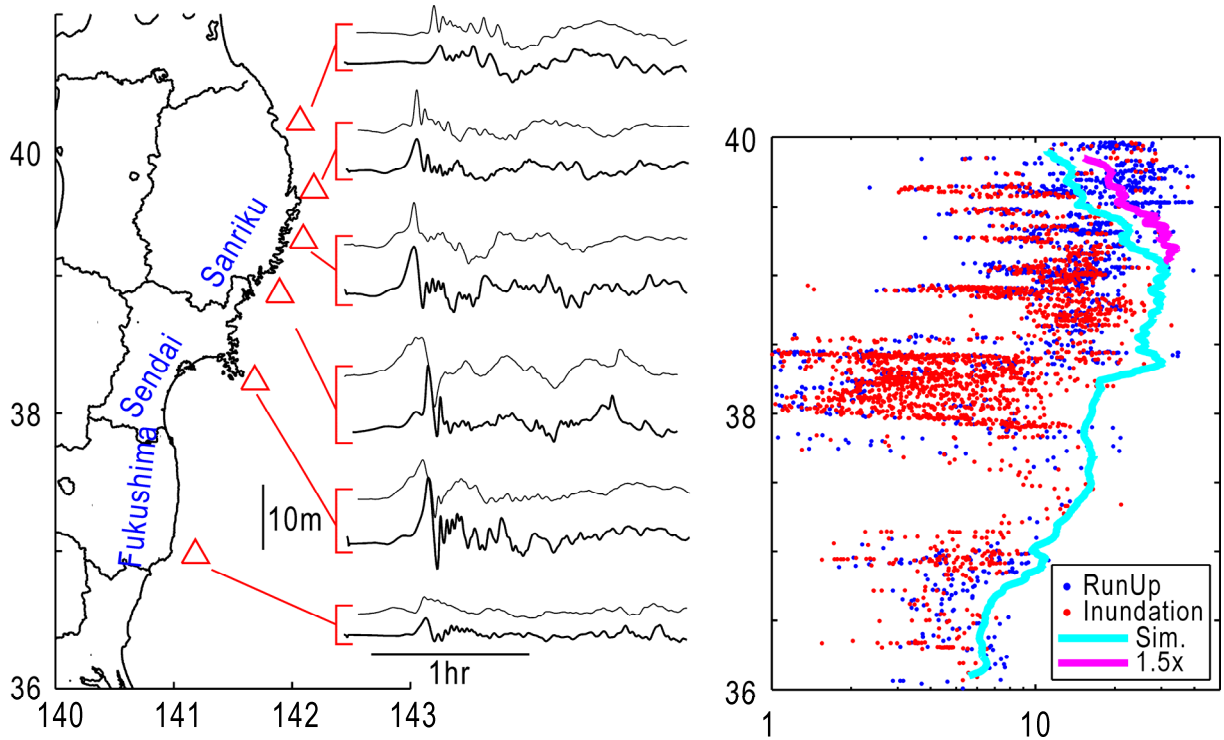 40
38
36
140
141
142
143
Sanriku
Sendai
Fukushima
10m
1hr
40
38
36
1
10
RunUp
Inundation
Sim.
1.5x